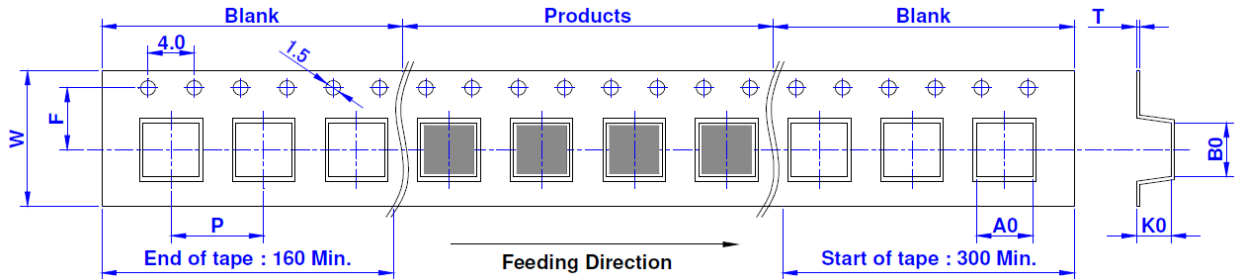 Blank
Products
Blank
T
4.0
1.5
F
W
B0
P
A0
K0
End of tape : 160 Min.
Feeding Direction
Start of tape : 300 Min.